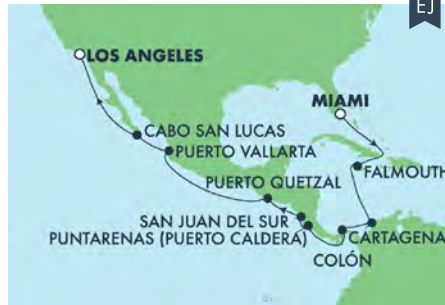 EJ
LOS ANGELES
MIAMI
CABO SAN LUCAS
PUERTO VALLARTA
FALMOUTH
PUERTO QUETZAL
SAN JUAN DEL SUR
PUNTARENAS (PUERTO CALDERA)
CARTAGENA
COLÓN